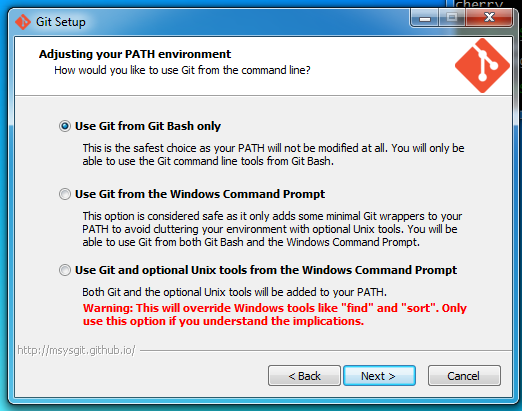 cherry
Git Setup
Adjusting your PATH environment
How would you like to use Git from the command line?
Use Git from Git Bash only
This is the safest choice as your PATH will not be modified at all. You will only be
able to use the Git command line tools from Git Bash.
Use Git from the Windows Command Prompt
This option is considered safe as it only adds some minimal Git wrappers to your
PATH to avoid cluttering your environment with optional Unix tools. You will be
able to use Git from both Git Bash and the Windows Command Prompt.
Use Git and optional Unix tools from the Windows Command Prompt
Both Git and the optional Unix tools will be added to your PATH.
Warning: This will override Windows tools like "find" and "sort". Only
use this option if you understand the implications.
http://msysgit.github.io/
< Back
Next >
Cancel